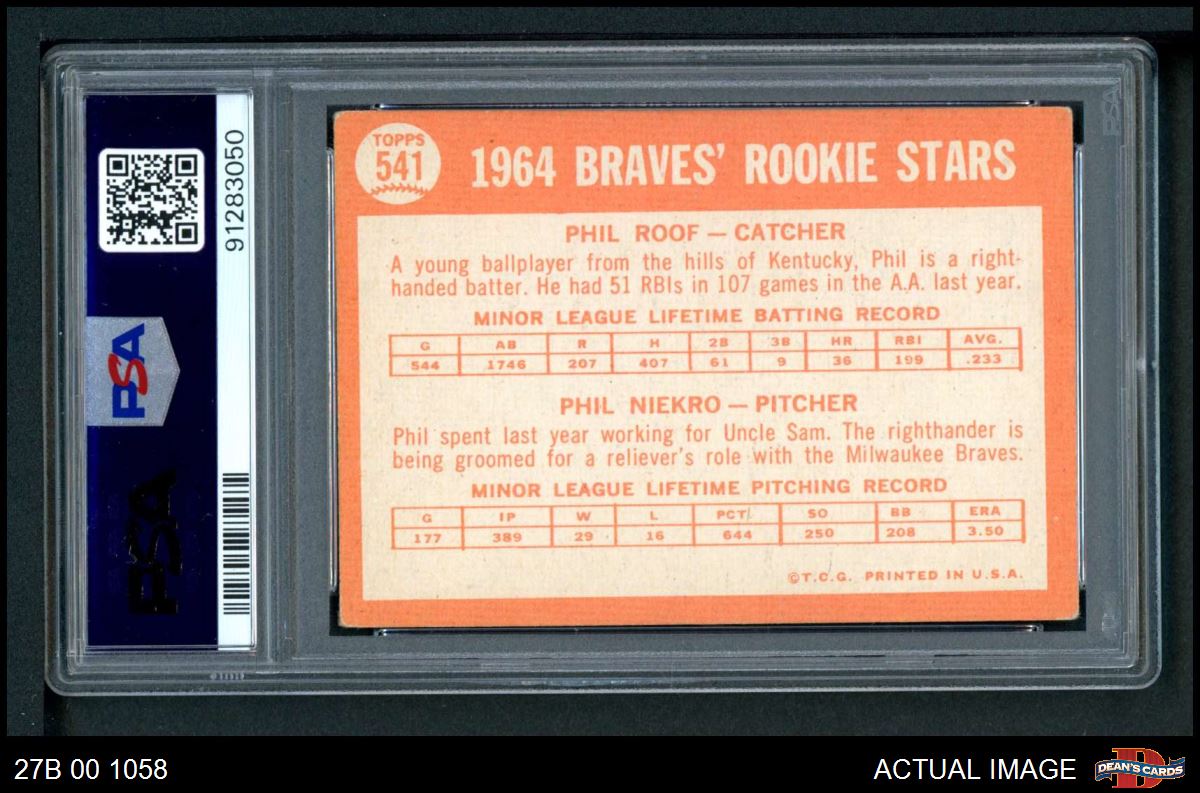 91283050
PSA
PSA
TOPPS
541
1964 BRAVES' ROOKIE STARS
PHIL ROOF — CATCHER
A young ballplayer from the hills of Kentucky, Phil is a right-
handed batter. He had 51 RBIs in 107 games in the A.A. last year.
MINOR LEAGUE LIFETIME BATTING RECORD
G AB R H 2B 3B HR RBI AVG.
544 1746 207 407 61 9 36 199 .233
PHIL NIEKRO — PITCHER
Phil spent last year working for Uncle Sam. The righthander is
being groomed for a reliever's role with the Milwaukee Braves.
MINOR LEAGUE LIFETIME PITCHING RECORD
G IP W L PCT. SO BB ERA
177 389 29 16 644 250 208 3.50
©T.C.G. PRINTED IN U.S.A.
PSA
27B 00 1058
ACTUAL IMAGE
DEAN'S CARDS